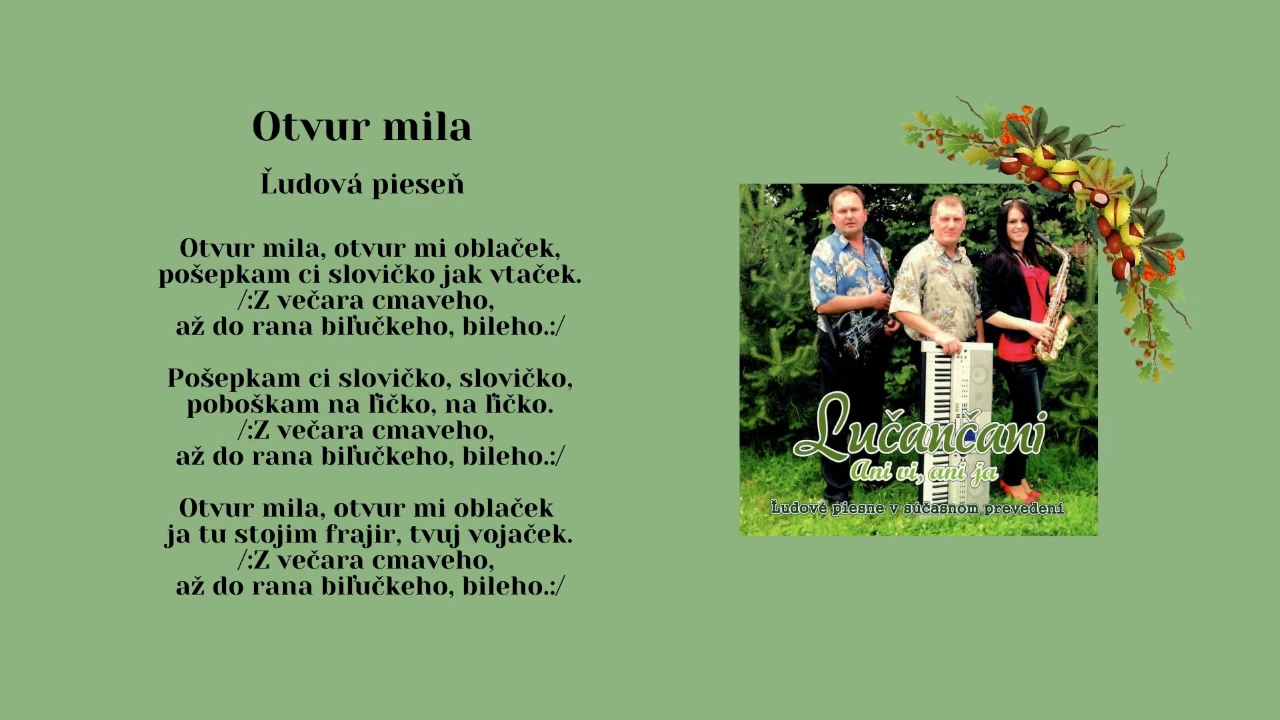 Otvur mila
Ľudová pieseň
Otvur mila, otvur mi oblaček,
pošepkam ci slovičko jak vtaček.
/:Z večara cmaveho,
až do rana biľučkeho, bileho.:/
Pošepkam ci slovičko, slovičko,
poboškam na ľičko, na ľičko.
/:Z večara cmaveho,
až do rana biľučkeho, bileho.:/
Otvur mila, otvur mi oblaček
ja tu stojim frajir, tvuj vojaček.
/:Z večara cmaveho,
až do rana biľučkeho, bileho.:/
Lučančani
Ani vi, ani ja
Ľudové piesne v súčasnom prevedení